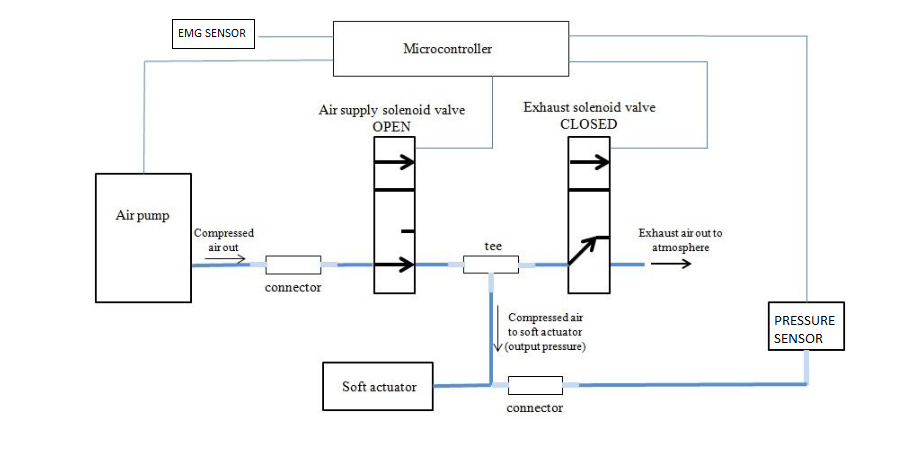 EMG SENSOR
Microcontroller
Air supply solenoid valve
OPEN
Exhaust solenoid valve
CLOSED
Air pump
Compressed
air out
connector
tee
Exhaust air out to
atmosphere
Compressed air
to soft actuator
(output pressure)
PRESSURE
SENSOR
Soft actuator
connector